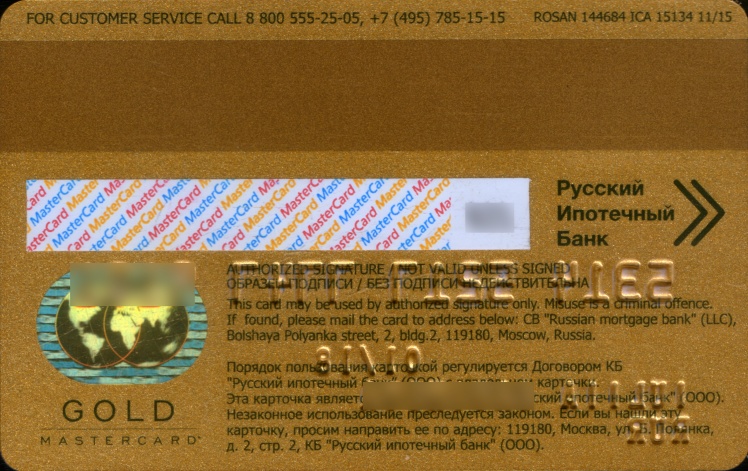 FOR CUSTOMER SERVICE CALL 8 800 555-25-05, +7 (495) 785-15-15
ROSAN 144684 ICA 15134 11/15
MasterCard MasterCard MasterCard MasterCard
Русский
Ипотечный
Банк
AUTHORIZED SIGNATURE / NOT VALID UNLESS SIGNED
ОБРАЗЕЦ ПОДПИСИ / БЕЗ ПОДПИСИ НЕДЕЙСТВИТЕЛЬНА
This card may be used by authorized signature only. Misuse is a criminal offence.
If found, please mail the card to address below: CB "Russian mortgage bank" (LLC),
Bolshaya Polyanka street, 2, bldg.2, 119180, Moscow, Russia.
Порядок пользования карточкой регулируется Договором КБ
"Русский ипотечный банк" (ООО) с владельцем карточки.
Эта карточка является ский ипотечный банк" (ООО).
Незаконное использование преследуется законом. Если вы нашли эту
карточку, просим направить ее по адресу: 119180, Москва, ул. Б. Полянка,
д. 2, стр. 2, КБ "Русский ипотечный банк" (ООО).
GOLD
MASTERCARD